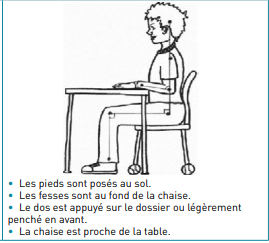 • Les pieds sont posés au sol.
• Les fesses sont au fond de la chaise.
• Le dos est appuyé sur le dossier ou légèrement
penché en avant.
• La chaise est proche de la table.